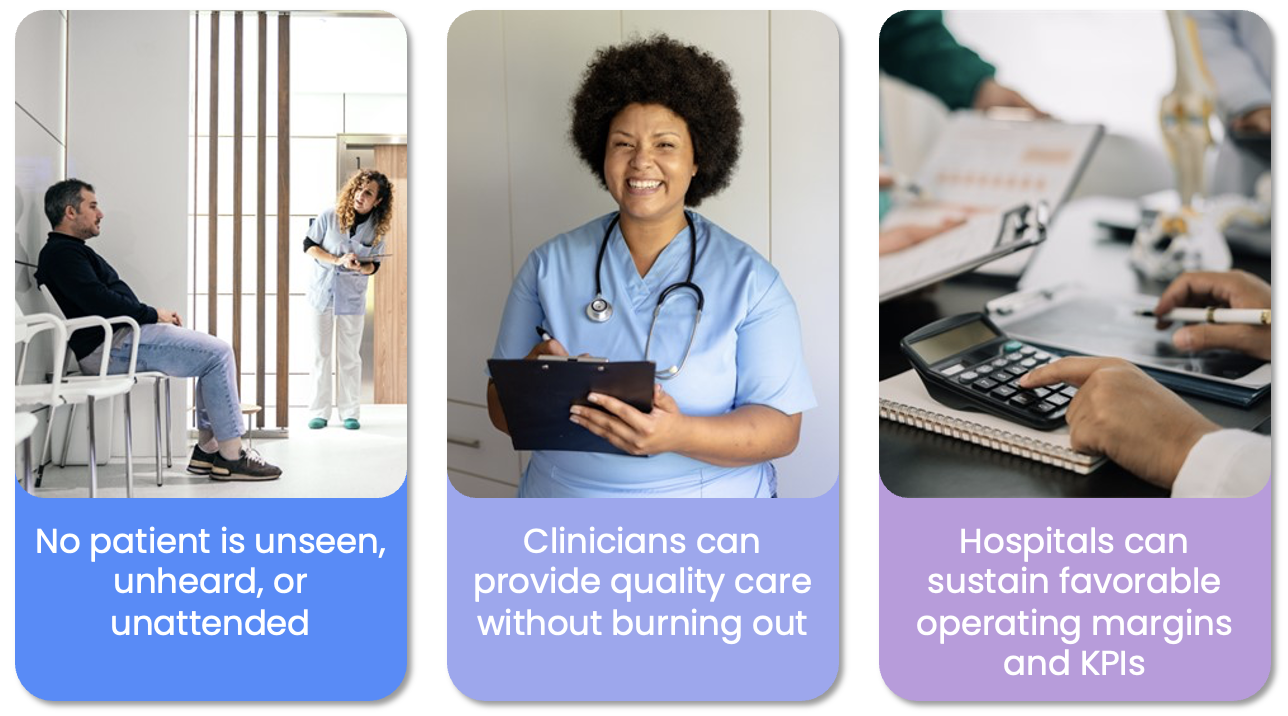 No patient is unseen,
unheard, or
unattended
Clinicians can
provide quality care
without burning out
Hospitals can
sustain favorable
operating margins
and KPIs